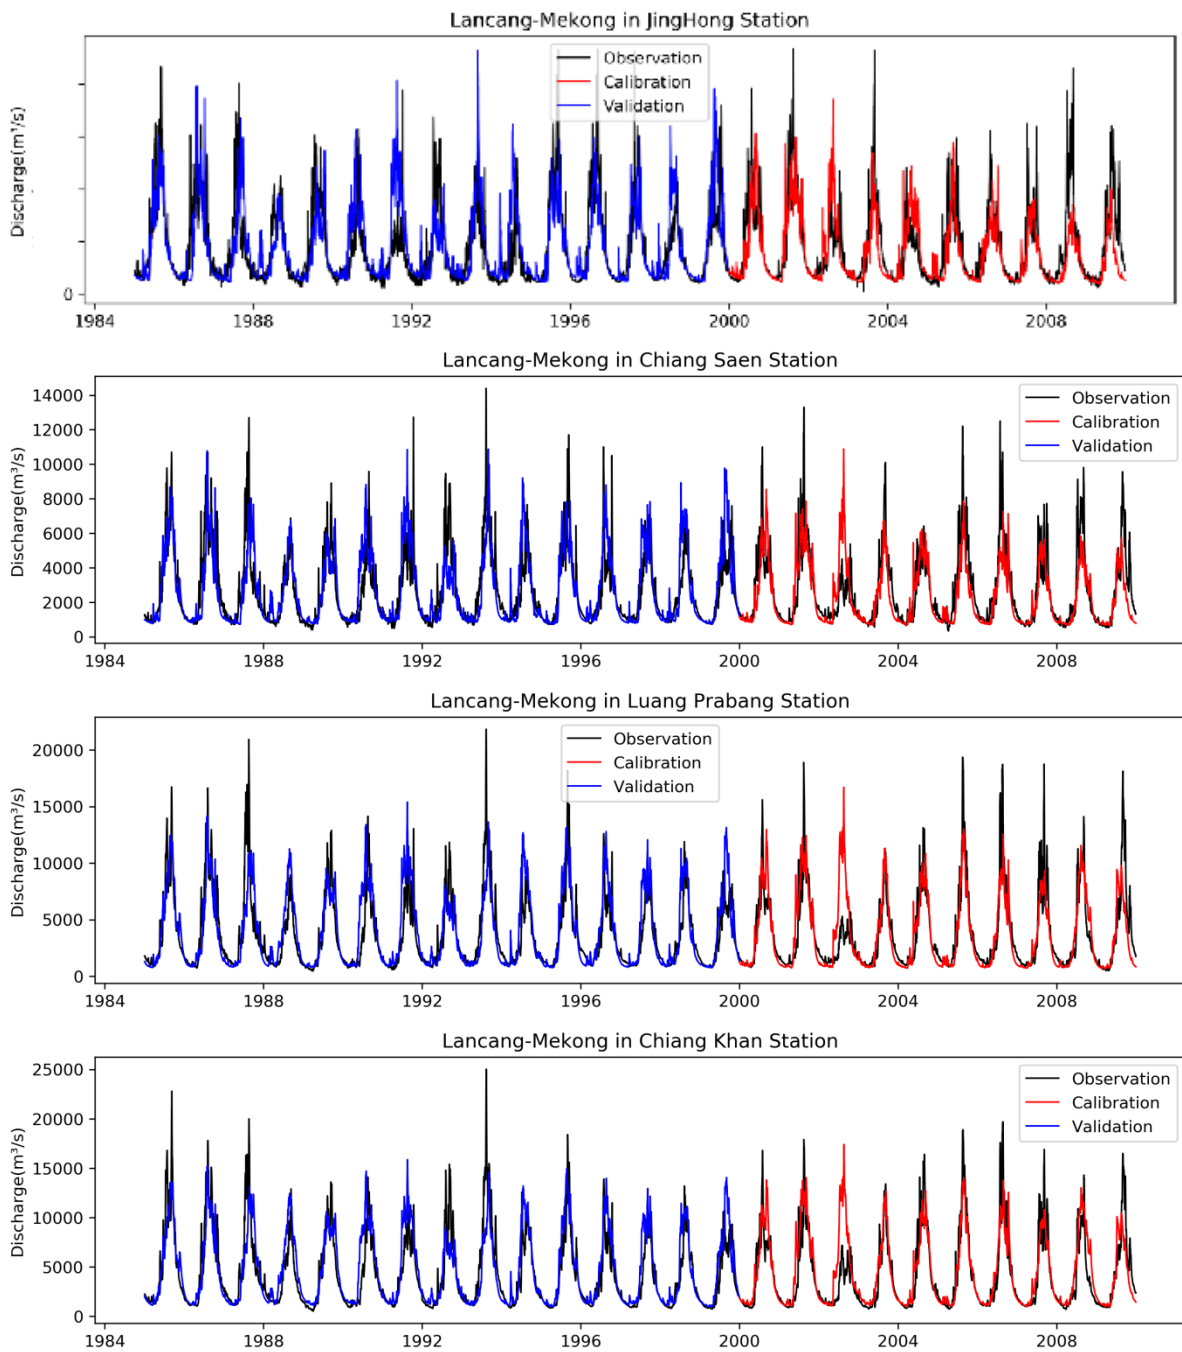 Lancang-Mekong in JingHong Station
Discharge(m³/s)
Observation
Calibration
Validation
0
1984 1988 1992 1996 2000 2004 2008
Lancang-Mekong in Chiang Saen Station
Discharge(m³/s)
14000
12000
10000
8000
6000
4000
2000
0
Observation
Calibration
Validation
1984 1988 1992 1996 2000 2004 2008
Lancang-Mekong in Luang Prabang Station
Discharge(m³/s)
20000
15000
10000
5000
0
Observation
Calibration
Validation
1984 1988 1992 1996 2000 2004 2008
Lancang-Mekong in Chiang Khan Station
Discharge(m³/s)
25000
20000
15000
10000
5000
0
Observation
Calibration
Validation
1984 1988 1992 1996 2000 2004 2008